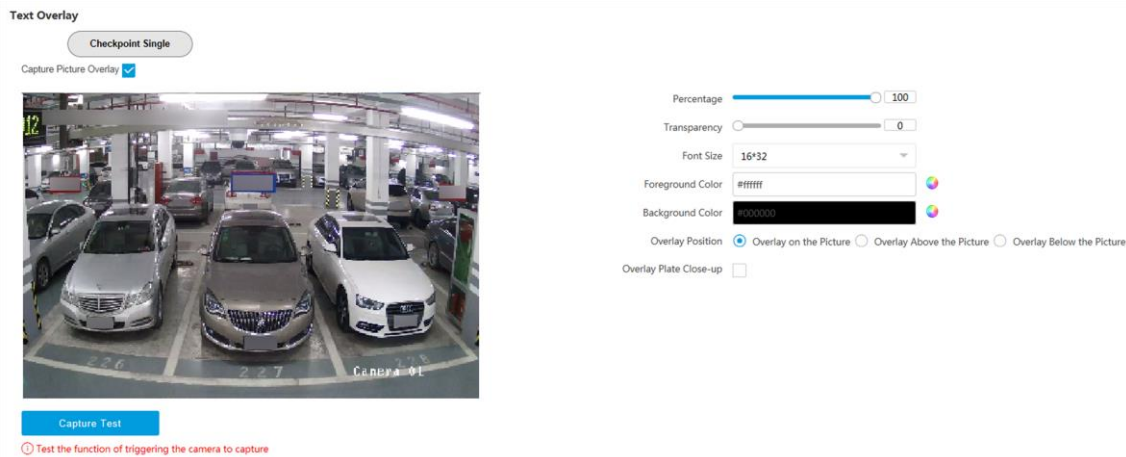 Text Overlay
Checkpoint Single
Capture Picture Overlay
Percentage 100
Transparency 0
Font Size 16*32
Foreground Color #ffffff
Background Color #000000
Overlay Position Overlay on the Picture Overlay Above the Picture Overlay Below the Picture
Overlay Plate Close-up
012
226 227 228
Camera 01
Capture Test
Test the function of triggering the camera to capture